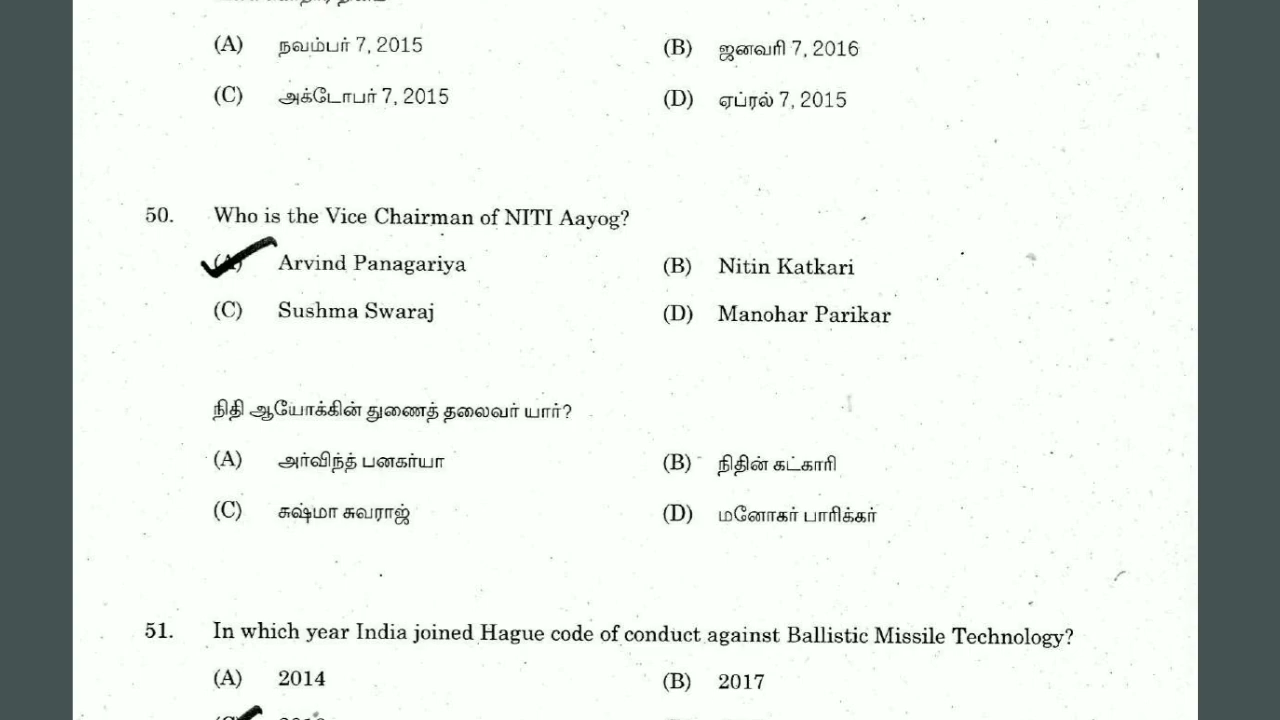 (A) நவம்பர் 7, 2015 (B) ஜனவரி 7, 2016
(C) அக்டோபர் 7, 2015 (D) ஏப்ரல் 7, 2015
50. Who is the Vice Chairman of NITI Aayog?
(A) Arvind Panagariya (B) Nitin Katkari
(C) Sushma Swaraj (D) Manohar Parikar
நிதி ஆயோக்கின் துணைத் தலைவர் யார்?
(A) அர்விந்த் பனகர்யா (B) நிதின் கட்காரி
(C) சுஷ்மா சுவராஜ் (D) மனோகர் பாரிக்கர்
51. In which year India joined Hague code of conduct against Ballistic Missile Technology?
(A) 2014 (B) 2017